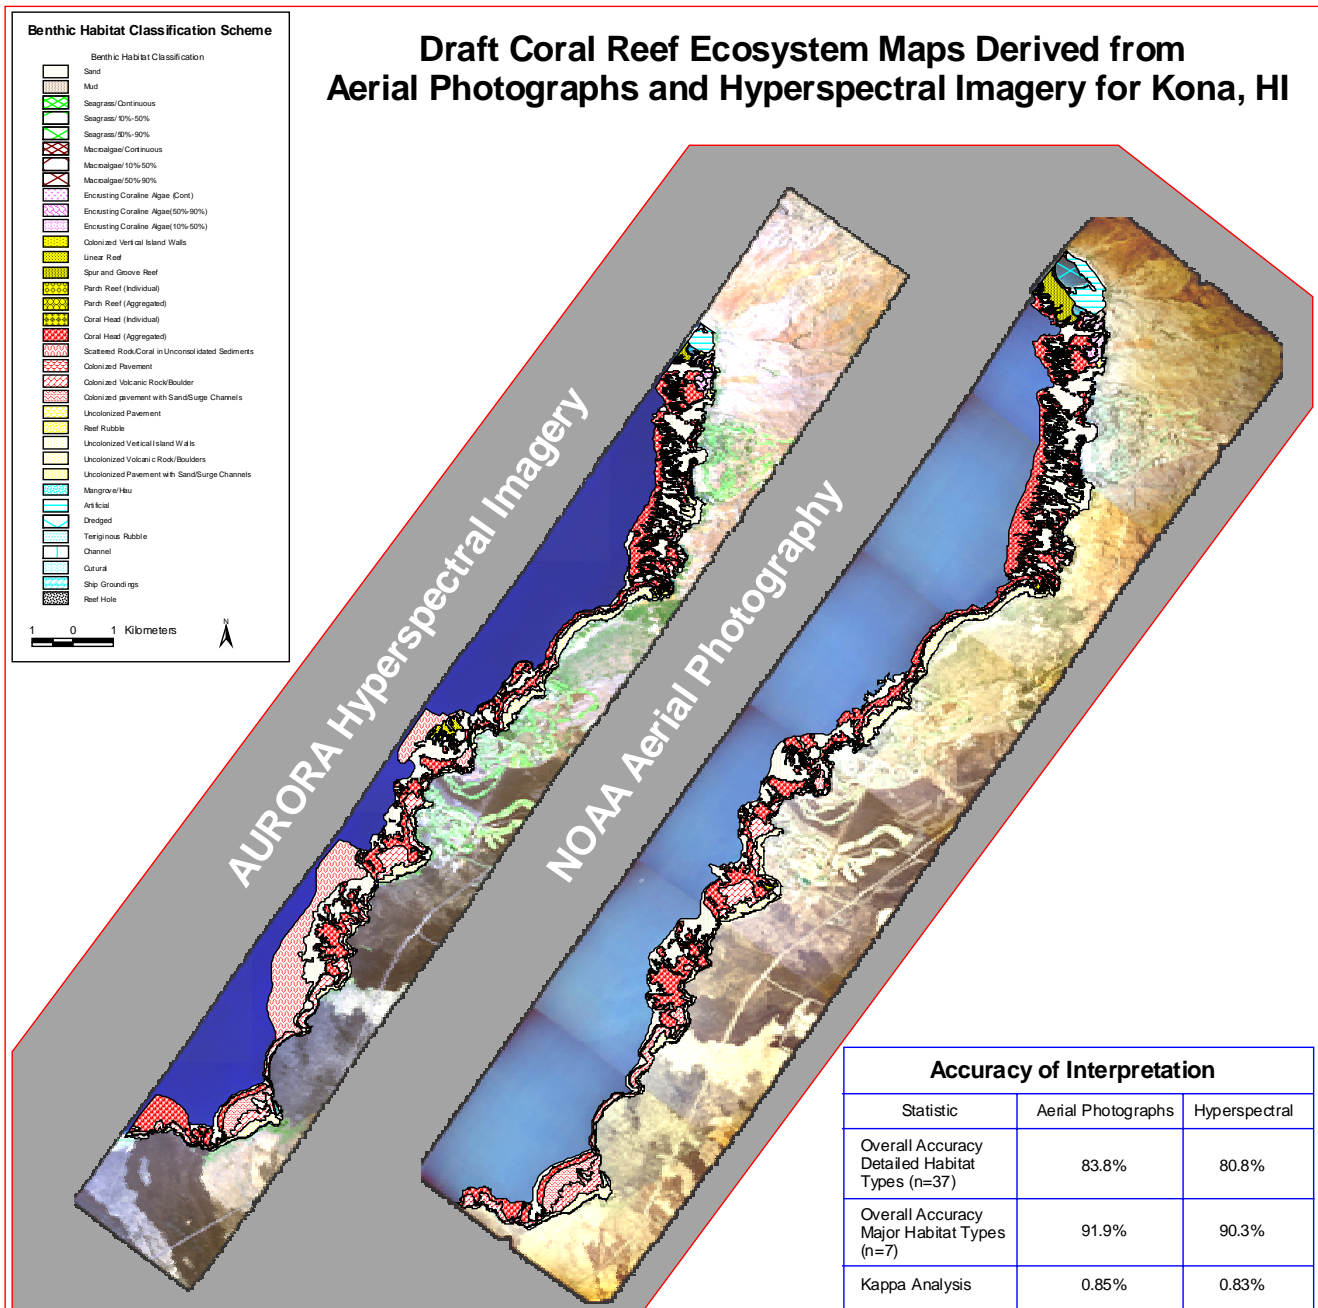 Benthic Habitat Classification Scheme
Draft Coral Reef Ecosystem Maps Derived from
Aerial Photographs and Hyperspectral Imagery for Kona, HI
Benthic Habitat Classification
Sand
Mud
Seagrass/Continuous
Seagrass/10%-50%
Seagrass/50%-90%
Macroalgae/Continuous
Macroalgae/10%-50%
Macroalgae/50%-90%
Encrusting Coraline Algae (Cont)
Encrusting Coraline Algae(50%-90%)
Encrusting Coraline Algae(10%-50%)
Colonized Vertical Island Walls
Linear Reef
Spur and Groove Reef
Parch Reef (Individual)
Parch Reef (Aggregated)
Coral Head (Individual)
Coral Head (Aggregated)
Scattered Rock/Coral in Unconsolidated Sediments
Colonized Pavement
Colonized Volcanic Rock/Boulder
Colonized pavement with Sand/Surge Channels
Uncolonized Pavement
Reef Rubble
Uncolonized Vertical Island Walls
Uncolonized Volcanic Rock/Boulders
Uncolonized Pavement with Sand/Surge Channels
Mangrove/Hau
Artificial
Dredged
Terriginous Rubble
Channel
Cutural
Ship Groundings
Reef Hole
1 0 1 Kilometers
N
AURORA Hyperspectral Imagery
NOAA Aerial Photography
Accuracy of Interpretation
Statistic Aerial Photographs Hyperspectral
Overall Accuracy
Detailed Habitat 83.8% 80.8%
Types (n=37)
Overall Accuracy
Major Habitat Types 91.9% 90.3%
(n=7)
Kappa Analysis 0.85% 0.83%